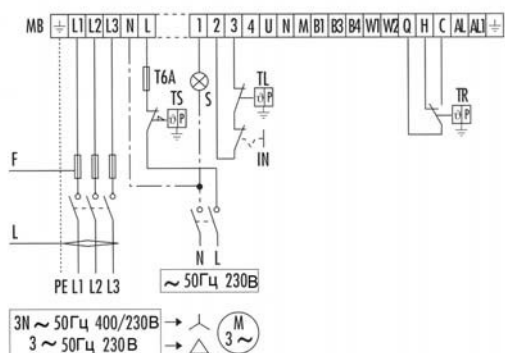 MB L1 L2 L3 N L 1 2 3 4 U N M B1 B3 B4 W1 W2 Q H C AL AL1
T6A
TS
S
TL
TR
P
P
P
IN
F
L
N L
PE L1 L2 L3
~ 50Гц 230В
3N ~ 50Гц 400/230В
M
3 ~
3 ~ 50Гц 230В